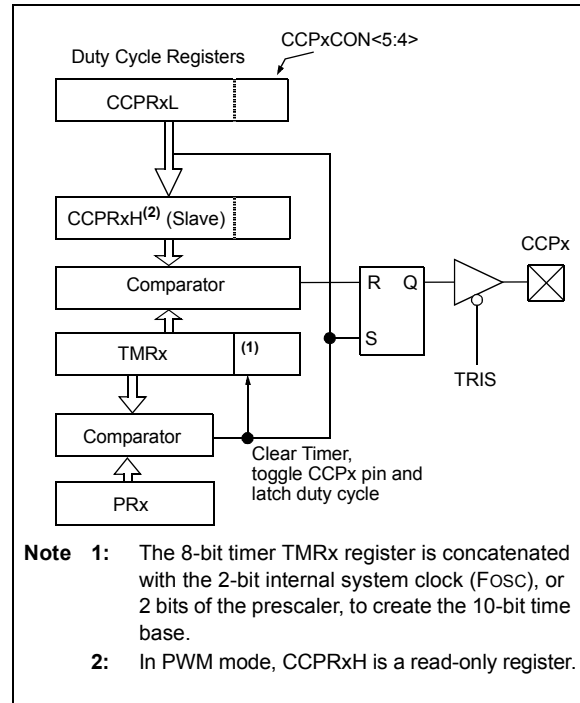 CCPxCON<5:4>
Duty Cycle Registers
CCPRxL
CCPRxH(2) (Slave)
CCPx
Comparator
R Q
TMRx (1)
S
TRIS
Comparator
Clear Timer,
toggle CCPx pin and
latch duty cycle
PRx
Note 1: The 8-bit timer TMRx register is concatenated
with the 2-bit internal system clock (FOSC), or
2 bits of the prescaler, to create the 10-bit time
base.
2: In PWM mode, CCPRxH is a read-only register.